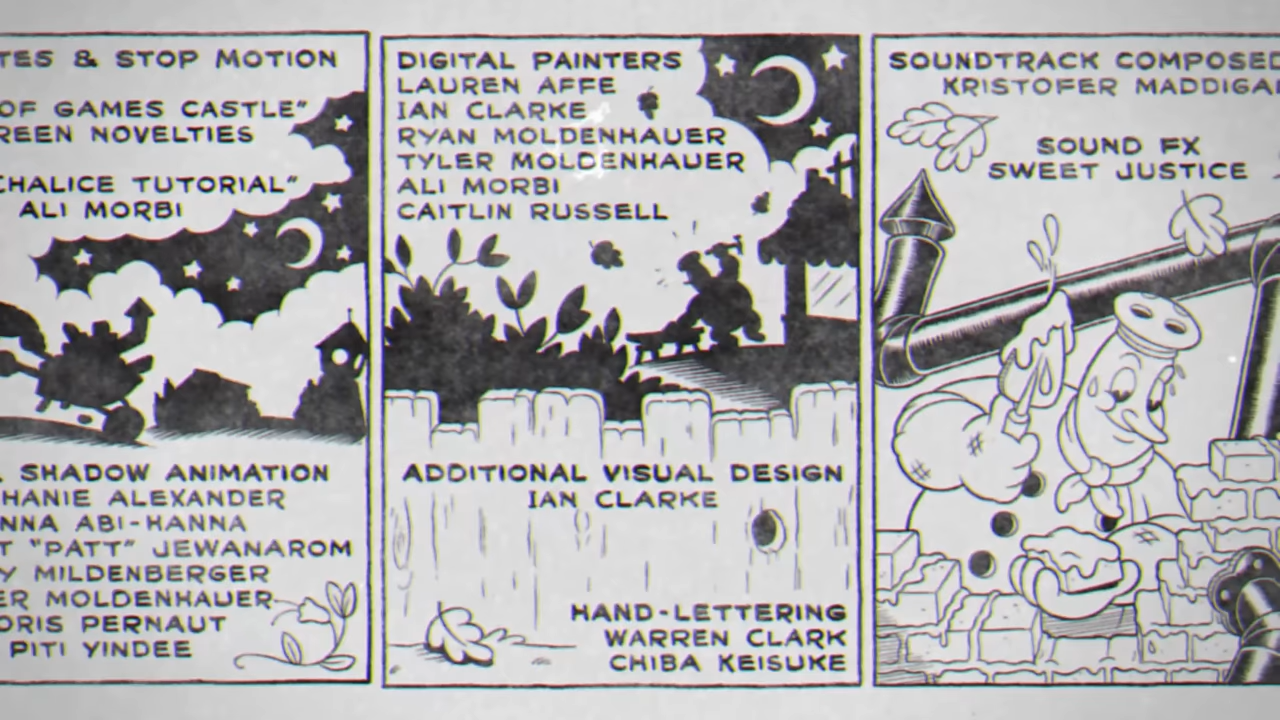 TES & STOP MOTION
OF GAMES CASTLE"
REEN NOVELTIES
CHALICE TUTORIAL"
ALI MORBI
SHADOW ANIMATION
HANIE ALEXANDER
NNA ABI-HANNA
T "PATT" JEWANAROM
Y MILDENBERGER
ER MOLDENHAUER
ORIS PERNAUT
PITI YINDEE
DIGITAL PAINTERS
LAUREN AFFE
IAN CLARKE
RYAN MOLDENHAUER
TYLER MOLDENHAUER
ALI MORBI
CAITLIN RUSSELL
ADDITIONAL VISUAL DESIGN
IAN CLARKE
HAND-LETTERING
WARREN CLARK
CHIBA KEISUKE
SOUNDTRACK COMPOSED
KRISTOFER MADDIGA
SOUND FX
SWEET JUSTICE